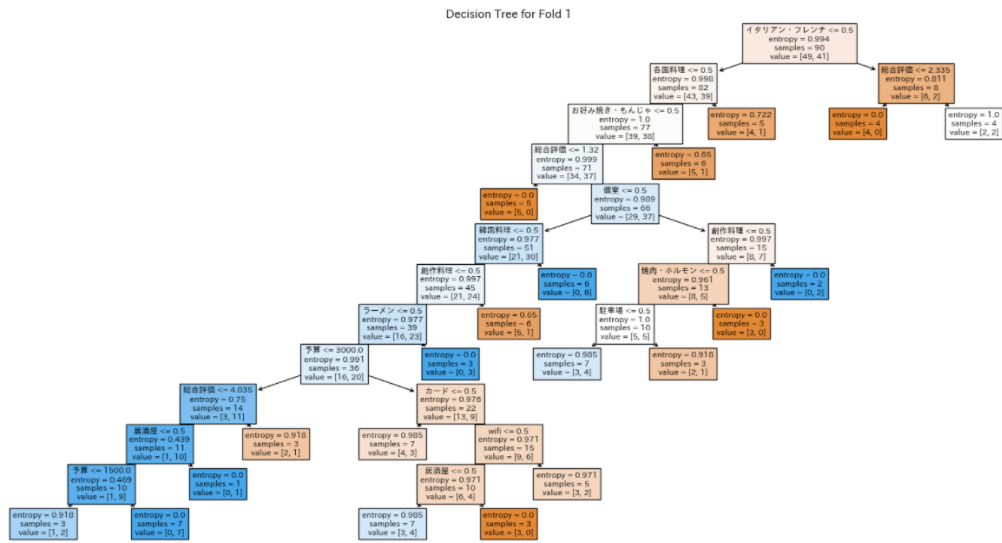 Decision Tree for Fold 1
イタリアン・フレンチ <= 0.5
entropy = 0.994
samples = 90
value = [49, 41]
各国料理 <= 0.5
entropy = 0.998
samples = 82
value = [43, 39]
総合評価 <= 2.335
entropy = 0.811
samples = 8
value = [6, 2]
お好み焼き・もんじゃ <= 0.5
entropy = 1.0
samples = 77
value = [39, 38]
entropy = 0.722
samples = 5
value = [4, 1]
entropy = 0.0
samples = 4
value = [4, 0]
entropy = 1.0
samples = 4
value = [2, 2]
総合評価 <= 1.32
entropy = 0.999
samples = 71
value = [34, 37]
entropy = 0.65
samples = 6
value = [5, 1]
entropy = 0.0
samples = 5
value = [5, 0]
個室 <= 0.5
entropy = 0.989
samples = 66
value = [29, 37]
韓国料理 <= 0.5
entropy = 0.977
samples = 51
value = [21, 30]
創作料理 <= 0.5
entropy = 0.997
samples = 15
value = [8, 7]
創作料理 <= 0.5
entropy = 0.997
samples = 45
value = [21, 24]
entropy = 0.0
samples = 6
value = [0, 6]
焼肉・ホルモン <= 0.5
entropy = 0.961
samples = 13
value = [8, 5]
entropy = 0.0
samples = 2
value = [0, 2]
ラーメン <= 0.5
entropy = 0.977
samples = 39
value = [16, 23]
entropy = 0.65
samples = 6
value = [5, 1]
駐車場 <= 0.5
entropy = 1.0
samples = 10
value = [5, 5]
entropy = 0.0
samples = 3
value = [3, 0]
予算 <= 3000.0
entropy = 0.991
samples = 36
value = [16, 20]
entropy = 0.0
samples = 3
value = [0, 3]
entropy = 0.985
samples = 7
value = [3, 4]
entropy = 0.918
samples = 3
value = [2, 1]
総合評価 <= 4.035
entropy = 0.75
samples = 14
value = [3, 11]
カード <= 0.5
entropy = 0.976
samples = 22
value = [13, 9]
居酒屋 <= 0.5
entropy = 0.439
samples = 11
value = [1, 10]
entropy = 0.918
samples = 3
value = [2, 1]
entropy = 0.985
samples = 7
value = [4, 3]
wifi <= 0.5
entropy = 0.971
samples = 15
value = [9, 6]
予算 <= 1500.0
entropy = 0.469
samples = 10
value = [1, 9]
entropy = 0.0
samples = 1
value = [0, 1]
居酒屋 <= 0.5
entropy = 0.971
samples = 10
value = [6, 4]
entropy = 0.971
samples = 5
value = [3, 2]
entropy = 0.918
samples = 3
value = [1, 2]
entropy = 0.0
samples = 7
value = [0, 7]
entropy = 0.985
samples = 7
value = [3, 4]
entropy = 0.0
samples = 3
value = [3, 0]